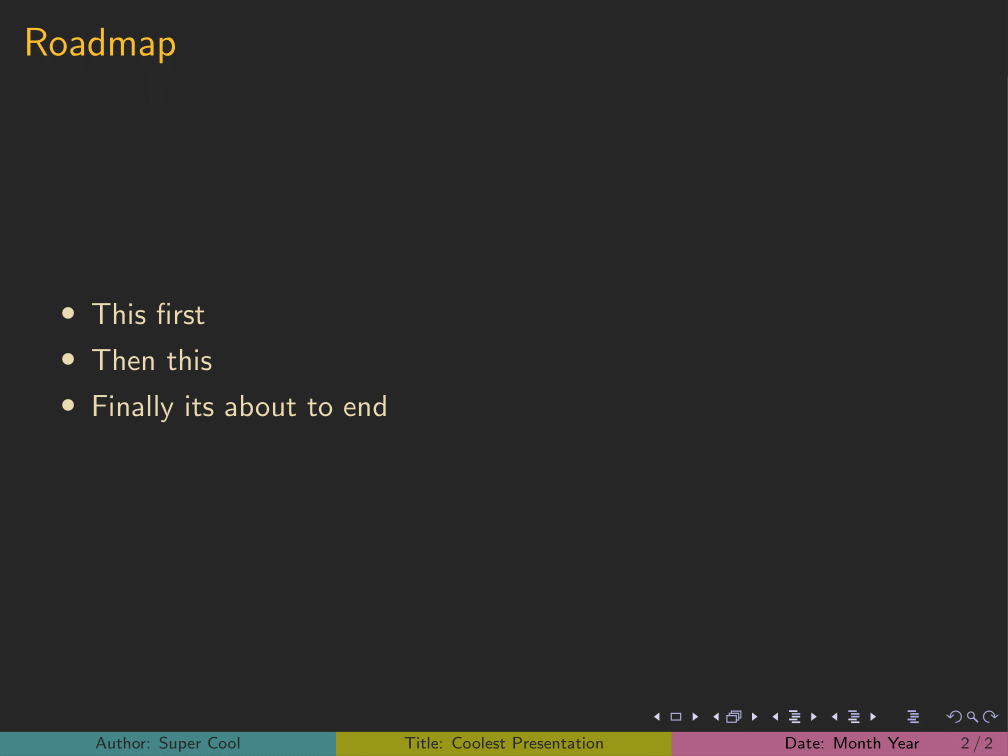 Roadmap
• This first
• Then this
• Finally its about to end
Author: Super Cool
Title: Coolest Presentation
Date: Month Year
2 / 2